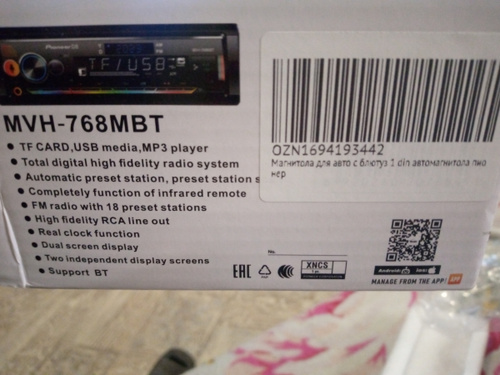 TF/USB
MVH-768MBT
TF CARD,USB media,MP3 player
Total digital high fidelity radio system
Automatic preset station, preset station s
Completely function of infrared remote
FM radio with 18 preset stations
High fidelity RCA line out
Real clock function
Dual screen display
Two independent display screens
Support BT
OZN1694193442
Магнитола для авто с блютуз 1 din автомагнитола пио
нер
No.
EAC
XNCS
Android
MANAGE FROM THE APP! APP